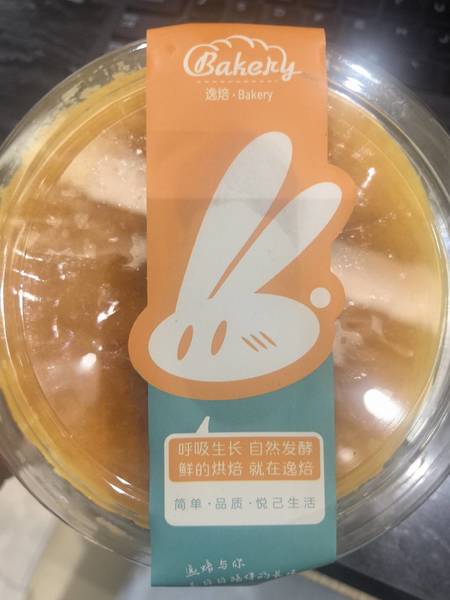 Bakery
逸焙·Bakery
呼吸生长 自然发酵
鲜的烘焙 就在逸焙
简单·品质·悦己生活
逸焙与你